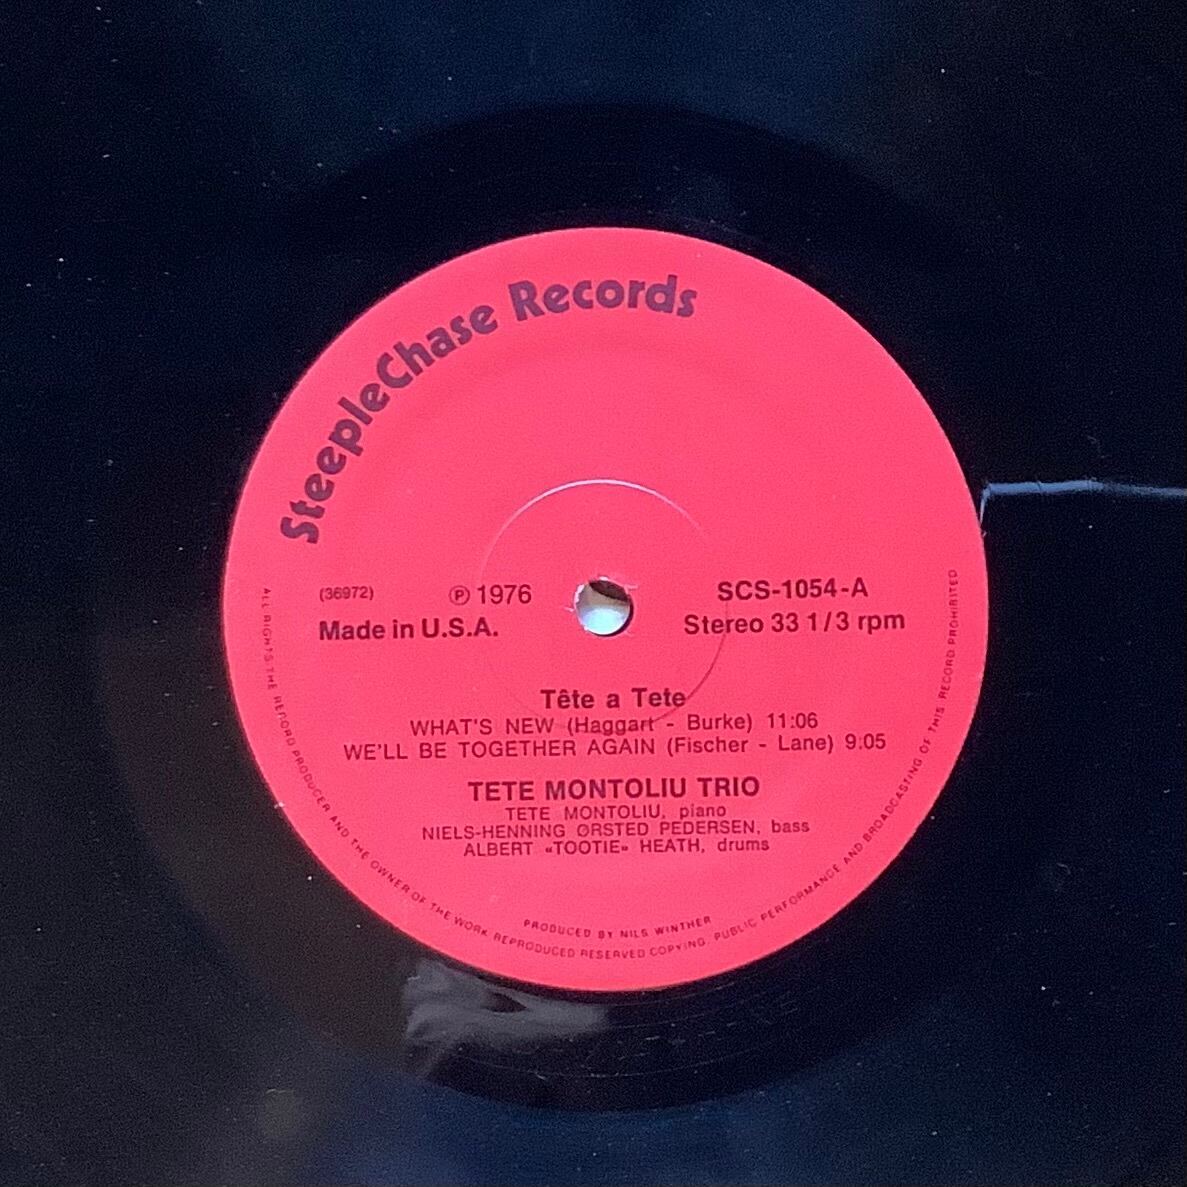 SteepleChase Records
(36972) ℗ 1976
Made in U.S.A.
SCS-1054-A
Stereo 33 1/3 rpm
Tête a Tete
WHAT'S NEW (Haggart - Burke) 11:06
WE'LL BE TOGETHER AGAIN (Fischer - Lane) 9:05
TETE MONTOLIU TRIO
TETE MONTOLIU, piano
NIELS-HENNING ØRSTED PEDERSEN, bass
ALBERT «TOOTIE» HEATH, drums
PRODUCED BY NILS WINTHER
ALL RIGHTS THE RECORD PRODUCER AND THE OWNER OF THE WORK REPRODUCED RESERVED COPYING, PUBLIC PERFORMANCE AND BROADCASTING OF THIS RECORD PROHIBITED